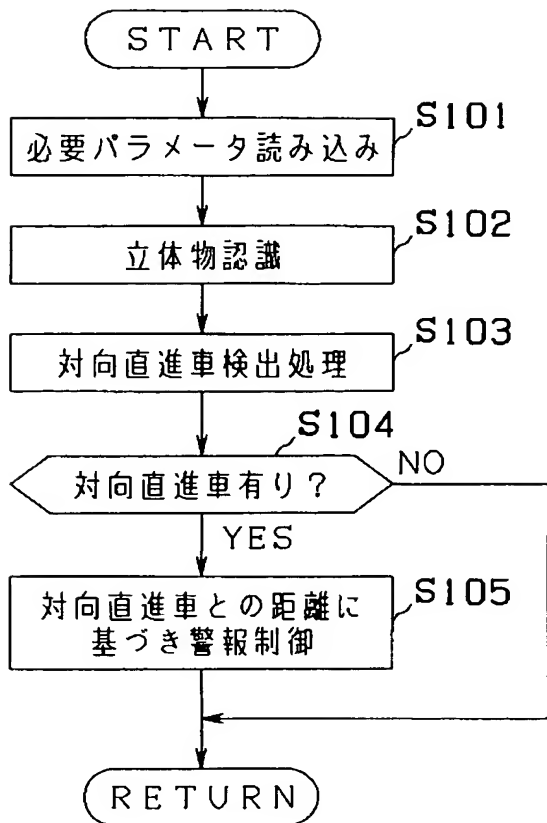 START
S101
必要パラメータ読み込み
S102
立体物認識
S103
対向直進車検出処理
S104
対向直進車有り？
NO
YES
S105
対向直進車との距離に
基づき警報制御
RETURN